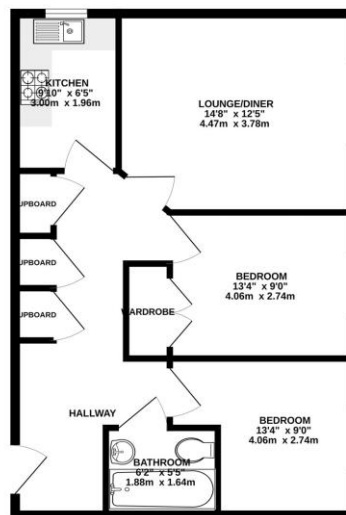 KITCHEN
9'10" x 6'5"
3.00m x 1.96m
LOUNGE/DINER
14'8" x 12'5"
4.47m x 3.78m
UPBOARD
UPBOARD
UPBOARD
BEDROOM
13'4" x 9'0"
4.06m x 2.74m
WARDROBE
HALLWAY
BEDROOM
13'4" x 9'0"
4.06m x 2.74m
BATHROOM
6'2" x 5'5"
1.88m x 1.64m